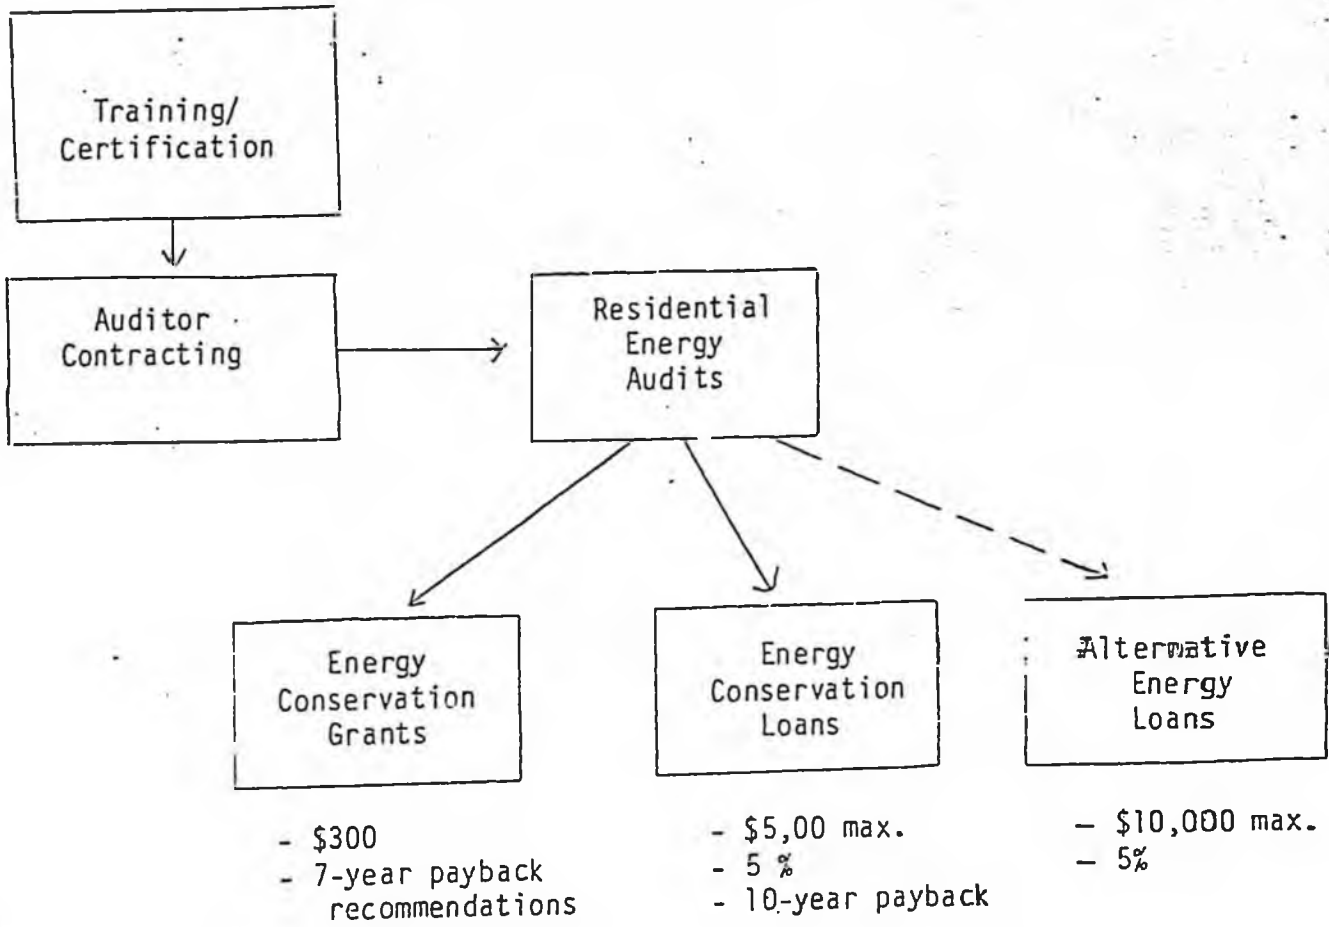 Training/
Certification
Auditor
Contracting
Residential
Energy
Audits
Energy
Conservation
Grants
- $300
- 7-year payback
recommendations
Energy
Conservation
Loans
- $5,00 max.
- 5 %
- 10-year payback
Alternative
Energy
Loans
- $10,000 max.
- 5%